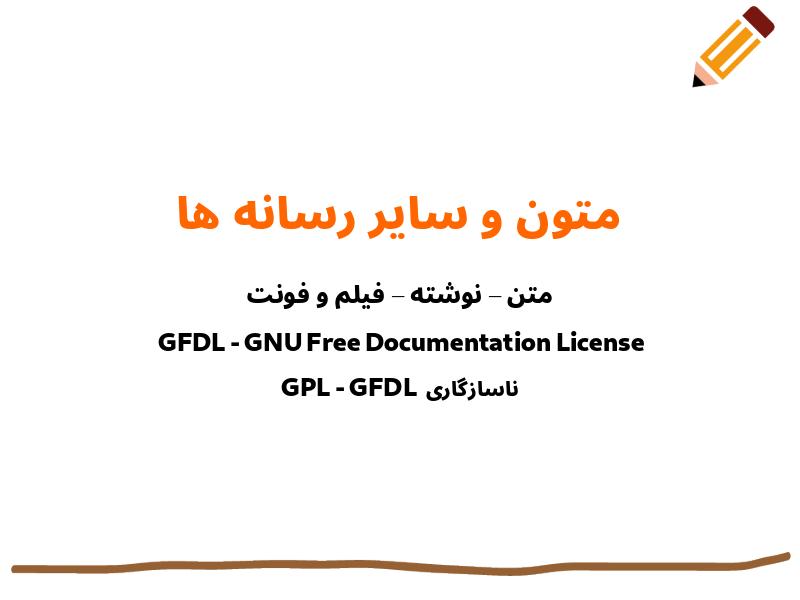 متون و سایر رسانه ها
متن – نوشته – فیلم و فونت
GFDL - GNU Free Documentation License
ناسازگاری GPL - GFDL